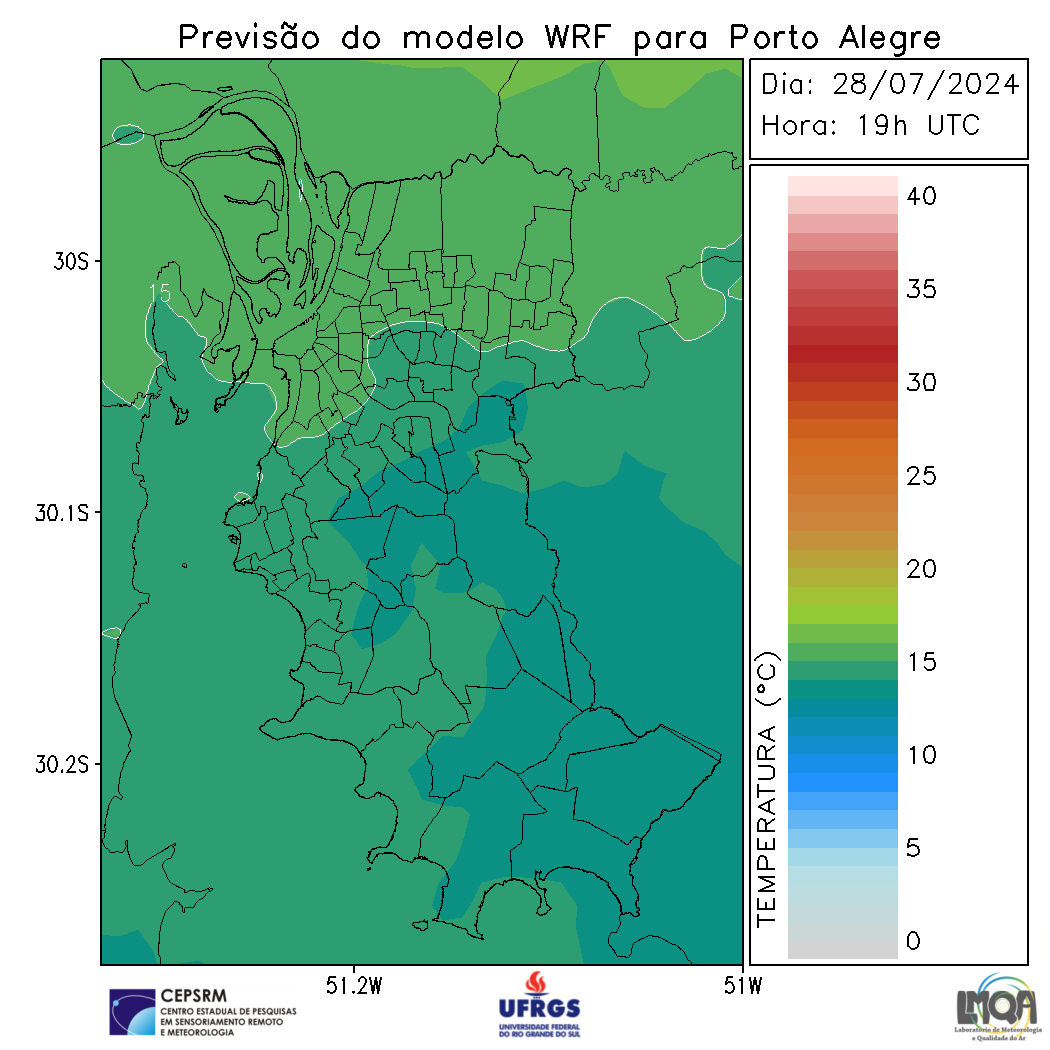 Previsão do modelo WRF para Porto Alegre
Dia: 28/07/2024
Hora: 19h UTC
40
35
30
25
20
15
10
5
0
TEMPERATURA (°C)
30S
30.1S
30.2S
15
51.2W
51W
CEPSRM
CENTRO ESTADUAL DE PESQUISAS
EM SENSORIAMENTO REMOTO
E METEOROLOGIA
UFRGS
UNIVERSIDADE FEDERAL
DO RIO GRANDE DO SUL
LMQA
Laboratório de Meteorologia
e Qualidade do Ar